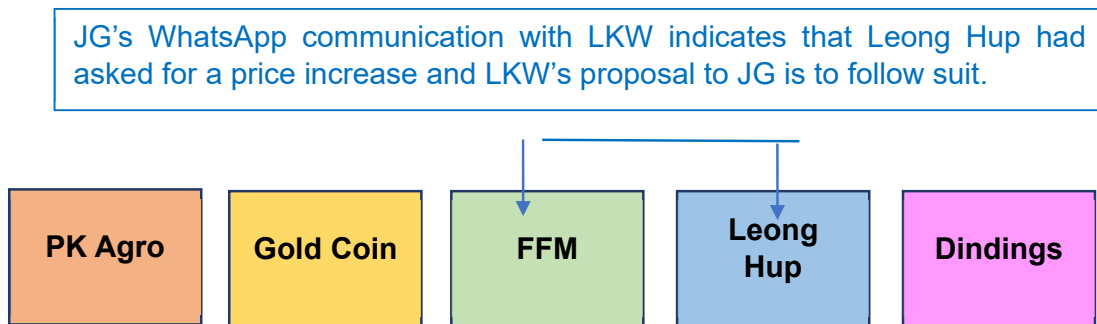 JG’s WhatsApp communication with LKW indicates that Leong Hup had
asked for a price increase and LKW’s proposal to JG is to follow suit.
PK Agro
Gold Coin
FFM
Leong
Hup
Dindings